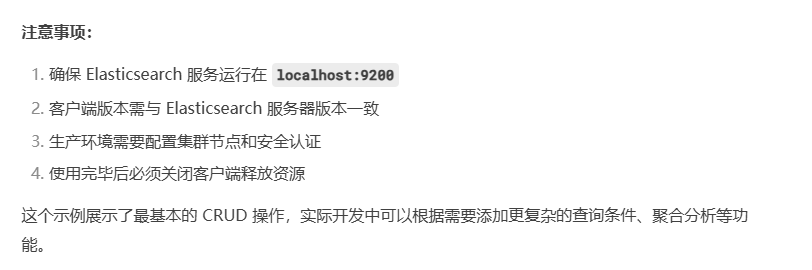 注意事项：
1. 确保 Elasticsearch 服务运行在 localhost:9200
2. 客户端版本需与 Elasticsearch 服务器版本一致
3. 生产环境需要配置集群节点和安全认证
4. 使用完毕后必须关闭客户端释放资源
这个示例展示了最基本的 CRUD 操作，实际开发中可以根据需要添加更复杂的查询条件、聚合分析等功
能。